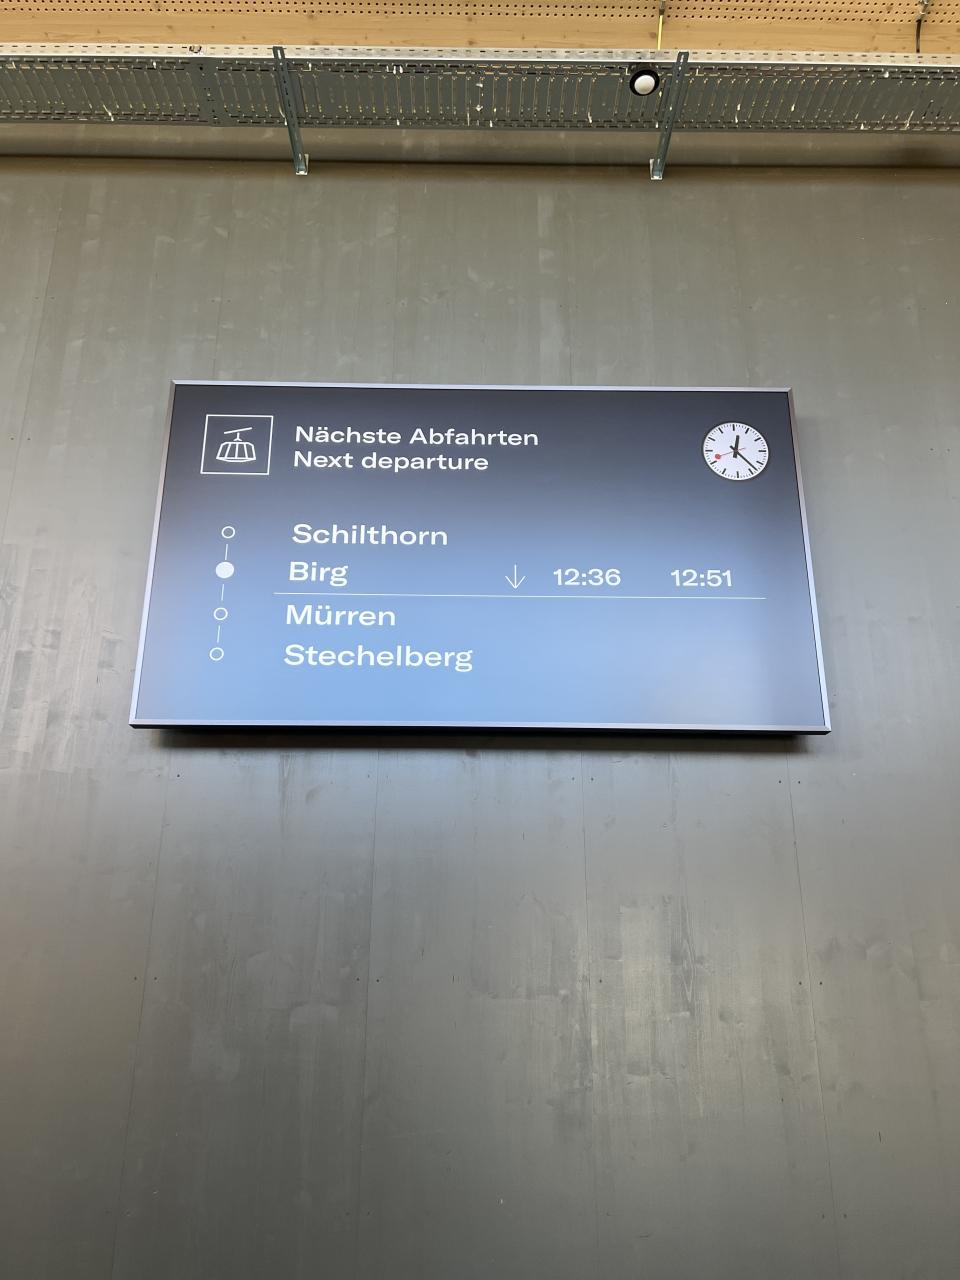 Nächste Abfahrten
Next departure
Schilthorn
Birg 12:36 12:51
Mürren
Stechelberg